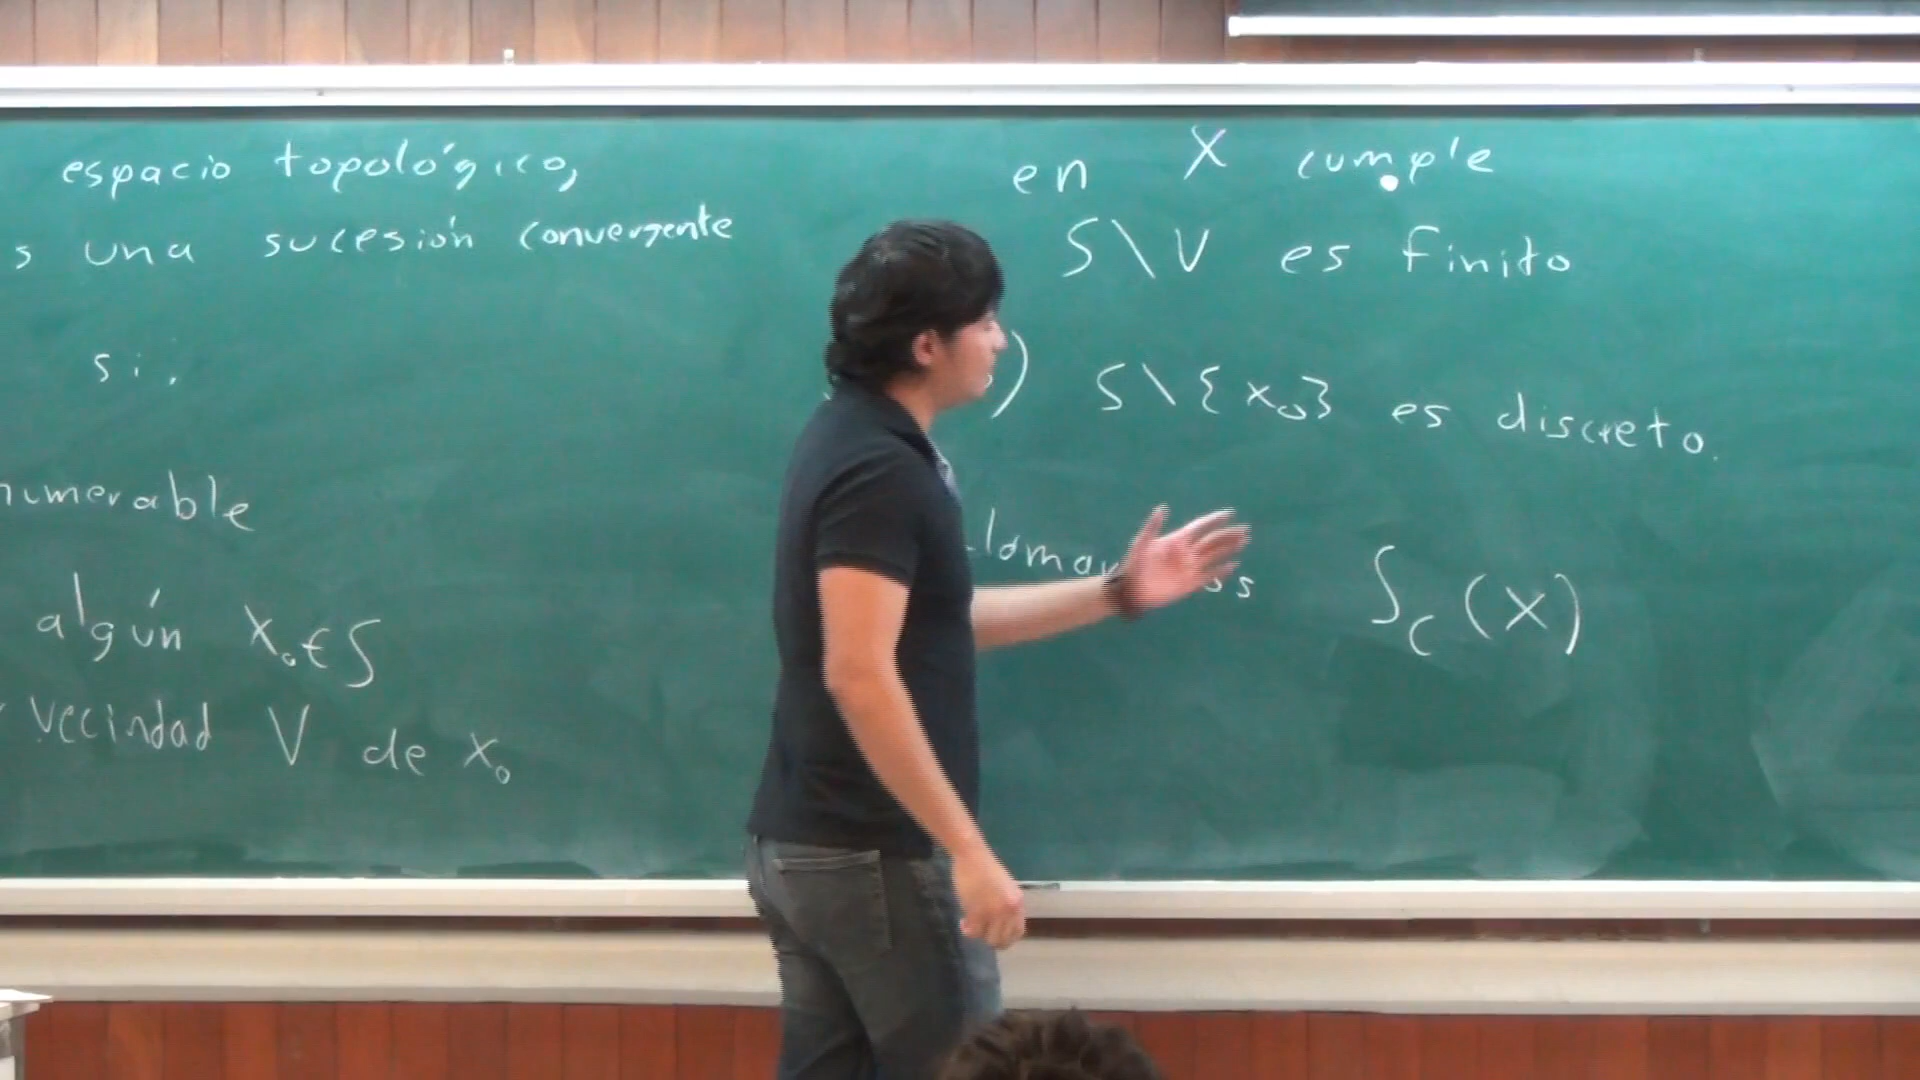 espacio topológico,
s una sucesión convergente
si:
numerable
algún x₀ ∈ S
vecindad V de x₀
en X cumple
S\V es finito
) S\{x₀} es discreto.
S_c(X)